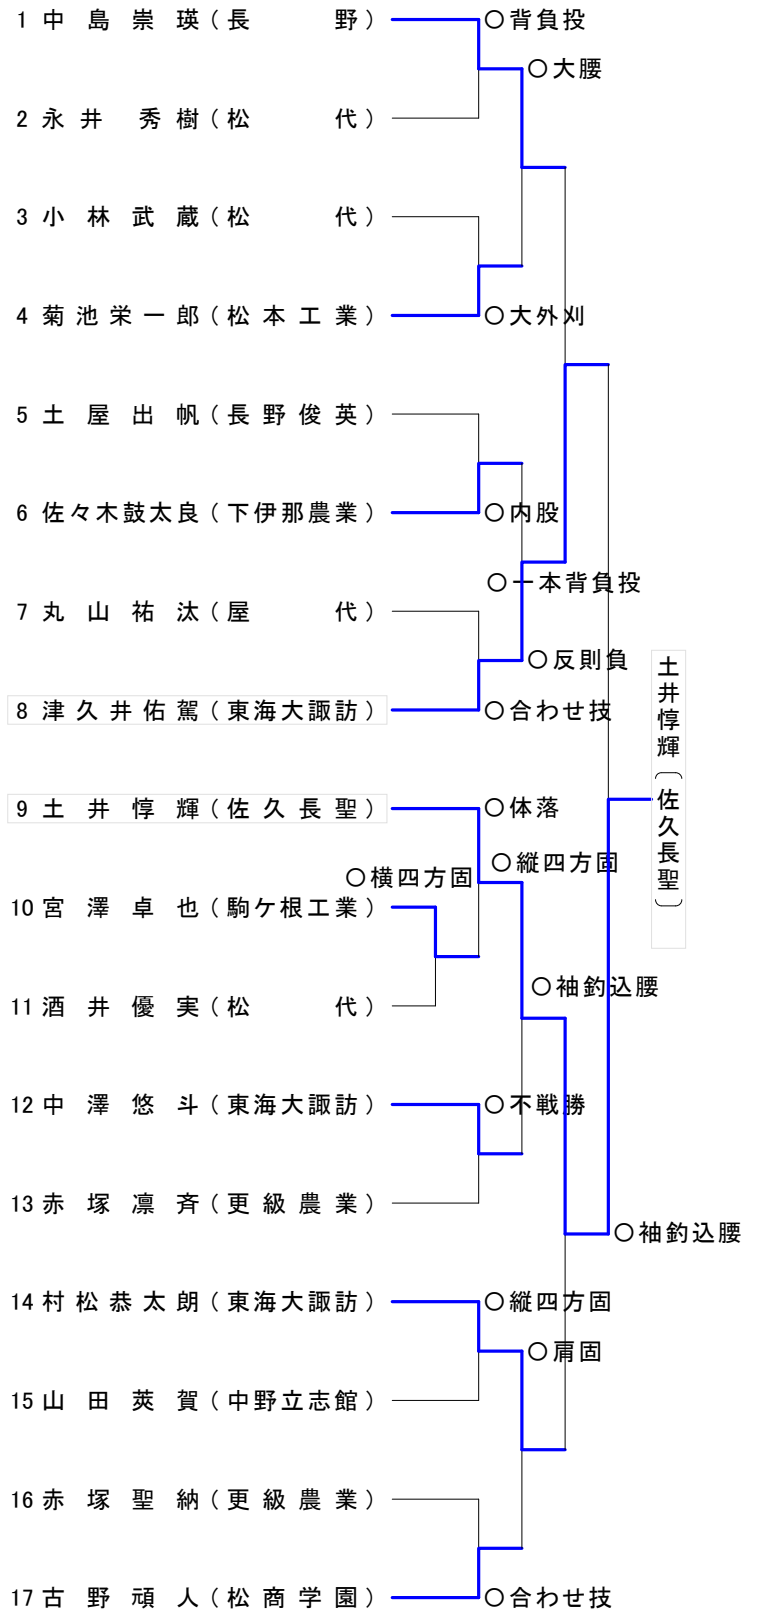 1 中島崇瑛（長野） ○背負投
○大腰
2 永井秀樹（松代）
3 小林武蔵（松代）
4 菊池栄一郎（松本工業） ○大外刈
5 土屋出帆（長野俊英）
6 佐々木鼓太良（下伊那農業） ○内股
○一本背負投
7 丸山祐汰（屋代）
○反則負
8 津久井佑駕（東海大諏訪） ○合わせ技
土井惇輝（佐久長聖）
9 土井惇輝（佐久長聖） ○体落
○縦四方固
○横四方固
10 宮澤卓也（駒ケ根工業）
○袖釣込腰
11 酒井優実（松代）
12 中澤悠斗（東海大諏訪） ○不戦勝
13 赤塚凛斉（更級農業）
○袖釣込腰
14 村松恭太朗（東海大諏訪） ○縦四方固
○肩固
15 山田莢賀（中野立志館）
16 赤塚聖納（更級農業）
17 古野頑人（松商学園） ○合わせ技